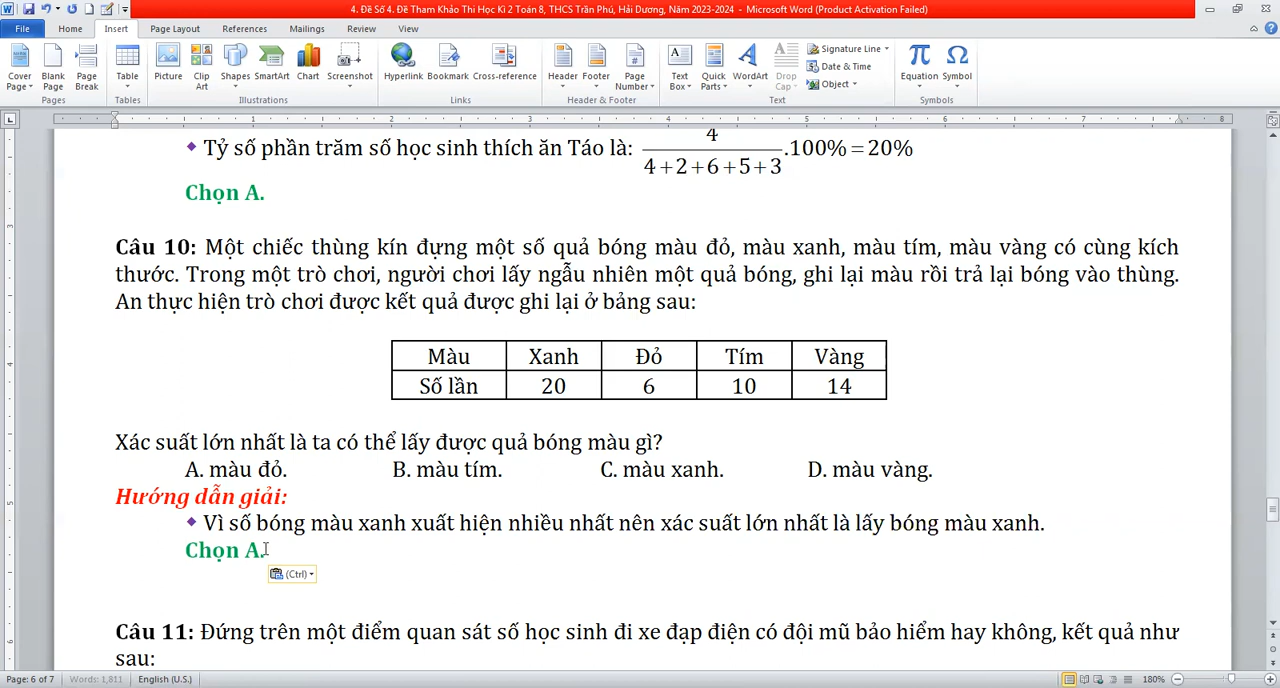 4. Đề Số 4. Đề Tham Khảo Thi Học Kì 2 Toán 8, THCS Trần Phú, Hải Dương, Năm 2023-2024 - Microsoft Word (Product Activation Failed)
File Home Insert Page Layout References Mailings Review View
Cover Page Blank Page Page Break Table Picture Clip Art Shapes SmartArt Chart Screenshot Hyperlink Bookmark Cross-reference Header Footer Page Number Text Box Quick Parts WordArt Drop Cap Signature Line Date & Time Object Equation Symbol
Pages Tables Illustrations Links Header & Footer Text Symbols
1 2 3 4 5 6 7 8
Tỷ số phần trăm số học sinh thích ăn Táo là: 4 / 4+2+6+5+3 .100% = 20%
Chọn A.
Câu 10: Một chiếc thùng kín đựng một số quả bóng màu đỏ, màu xanh, màu tím, màu vàng có cùng kích
thước. Trong một trò chơi, người chơi lấy ngẫu nhiên một quả bóng, ghi lại màu rồi trả lại bóng vào thùng.
An thực hiện trò chơi được kết quả được ghi lại ở bảng sau:
Màu Xanh Đỏ Tím Vàng
Số lần 20 6 10 14
Xác suất lớn nhất là ta có thể lấy được quả bóng màu gì?
A. màu đỏ. B. màu tím. C. màu xanh. D. màu vàng.
Hướng dẫn giải:
Vì số bóng màu xanh xuất hiện nhiều nhất nên xác suất lớn nhất là lấy bóng màu xanh.
Chọn A.
(Ctrl)
Câu 11: Đứng trên một điểm quan sát số học sinh đi xe đạp điện có đội mũ bảo hiểm hay không, kết quả như
sau:
Page: 6 of 7 Words: 1,811 English (U.S.) 180%